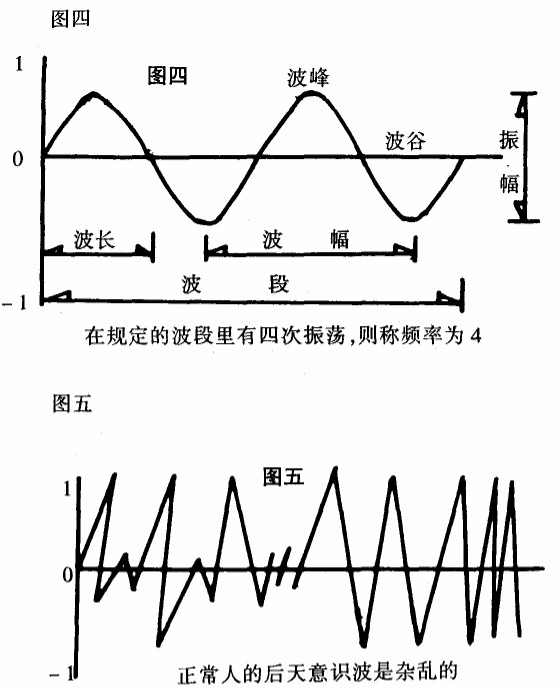 图四
1
图四
波峰
0
波谷
振
幅
波长
波 幅
波 段
-1
在规定的波段里有四次振荡,则称频率为4
图五
1
图五
0
-1
正常人的后天意识波是杂乱的